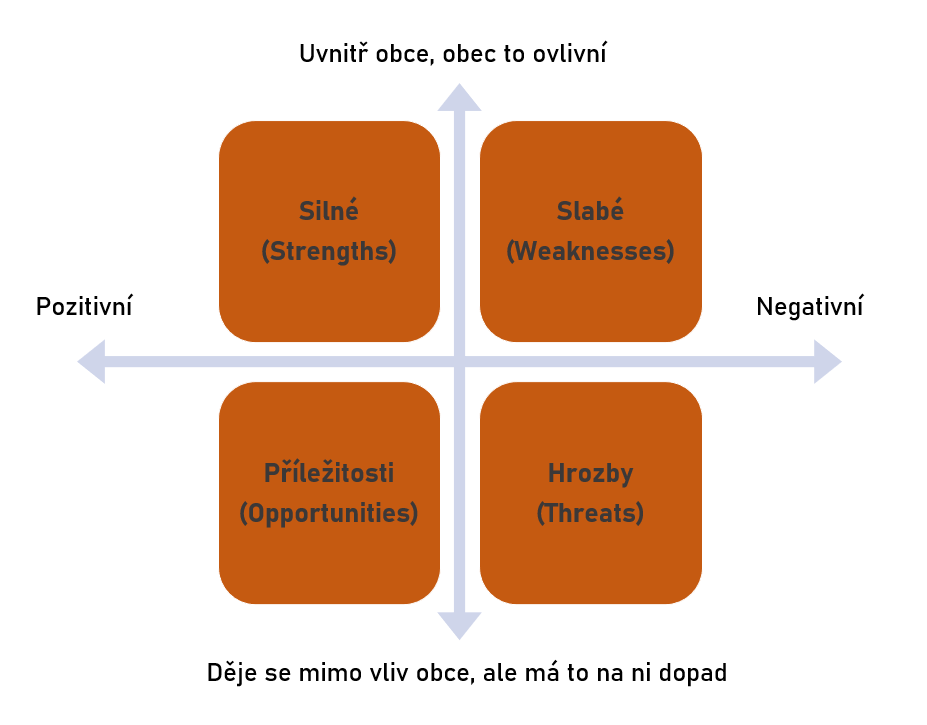 Uvnitř obce, obec to ovlivní
Silné
(Strengths)
Slabé
(Weaknesses)
Pozitivní
Negativní
Příležitosti
(Opportunities)
Hrozby
(Threats)
Děje se mimo vliv obce, ale má to na ni dopad